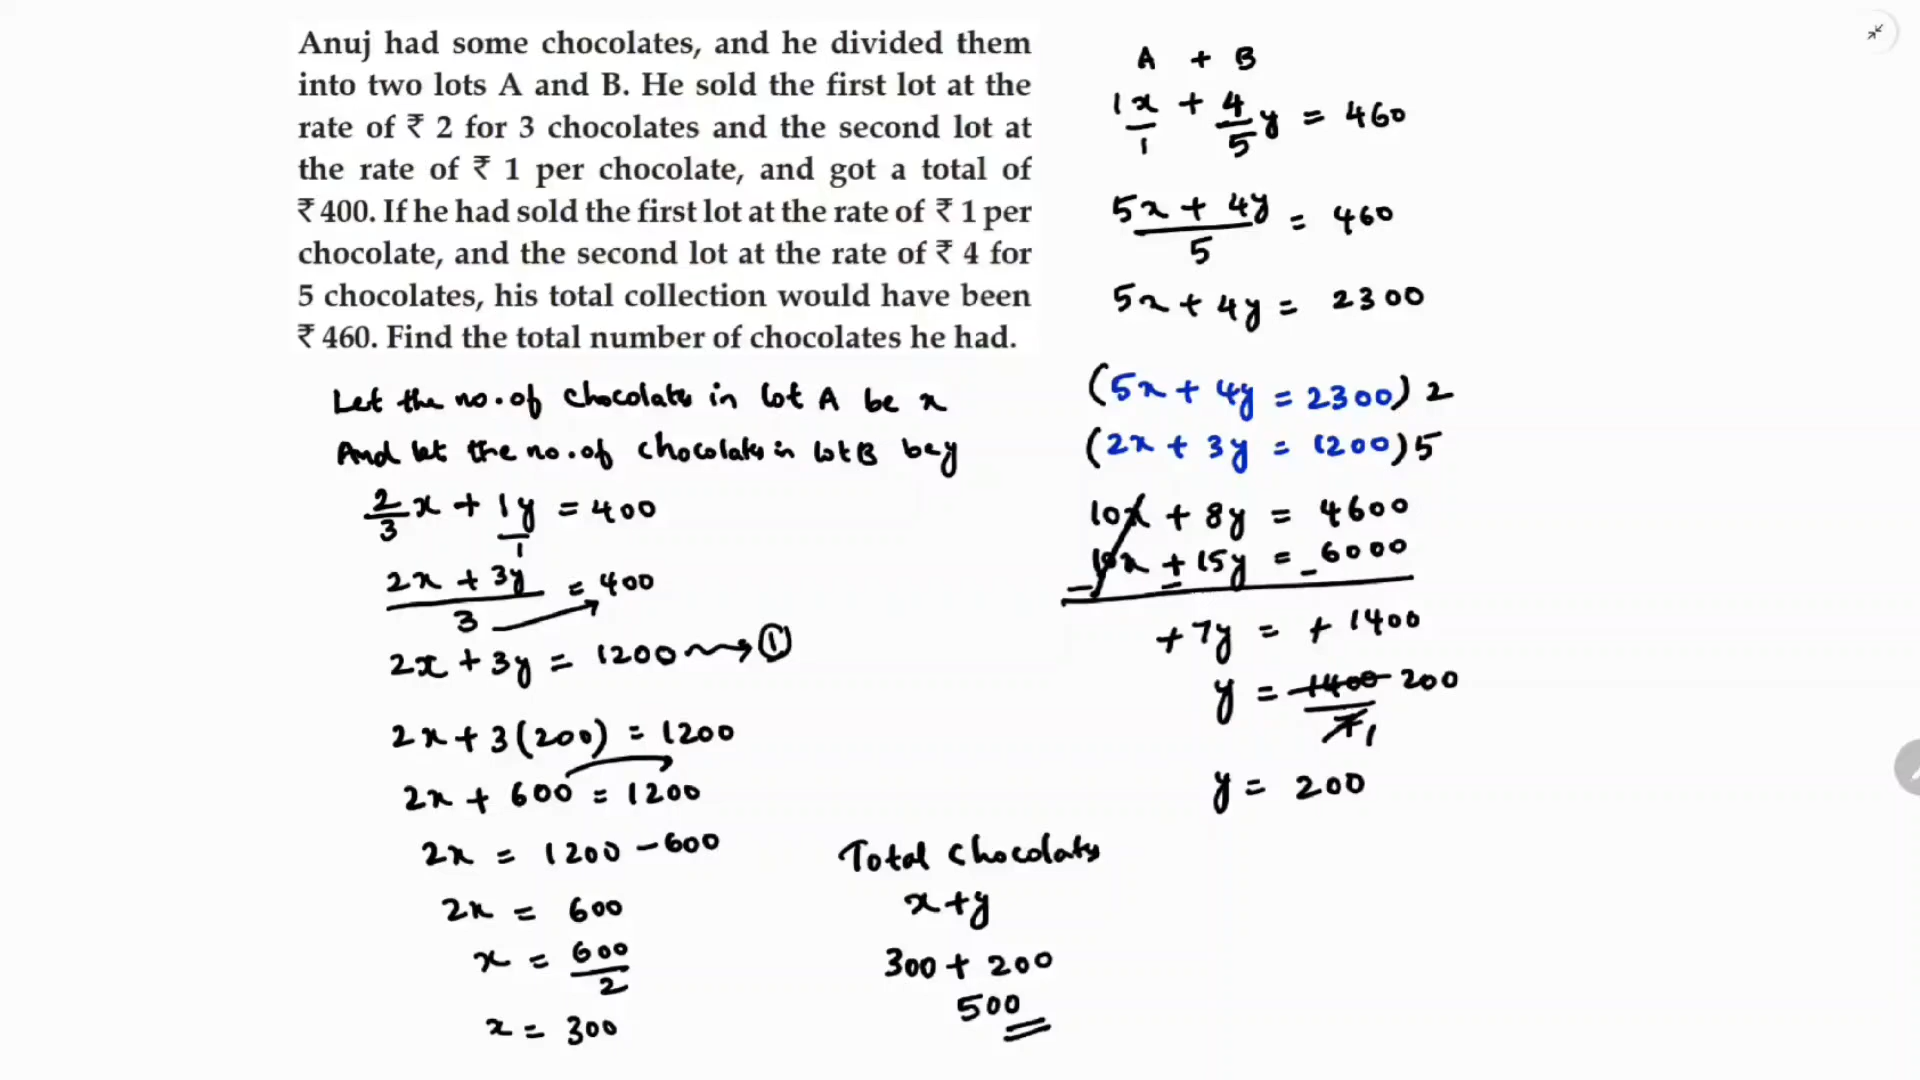 Anuj had some chocolates, and he divided them
into two lots A and B. He sold the first lot at the
rate of ₹ 2 for 3 chocolates and the second lot at
the rate of ₹ 1 per chocolate, and got a total of
₹ 400. If he had sold the first lot at the rate of ₹ 1 per
chocolate, and the second lot at the rate of ₹ 4 for
5 chocolates, his total collection would have been
₹ 460. Find the total number of chocolates he had.
Let the no. of chocolates in lot A be x
And let the no. of chocolates in lot B be y
2/3 x + 1y/1 = 400
2x + 3y / 3 = 400
2x + 3y = 1200 → ①
2x + 3(200) = 1200
2x + 600 = 1200
2x = 1200 - 600
2x = 600
x = 600/2
x = 300
A + B
1x/1 + 4/5 y = 460
5x + 4y / 5 = 460
5x + 4y = 2300
(5x + 4y = 2300) 2
(2x + 3y = 1200) 5
10x + 8y = 4600
10x + 15y = 6000
- - -
+ 7y = + 1400
y = 1400/7 200/1
y = 200
Total chocolates
x + y
300 + 200
500